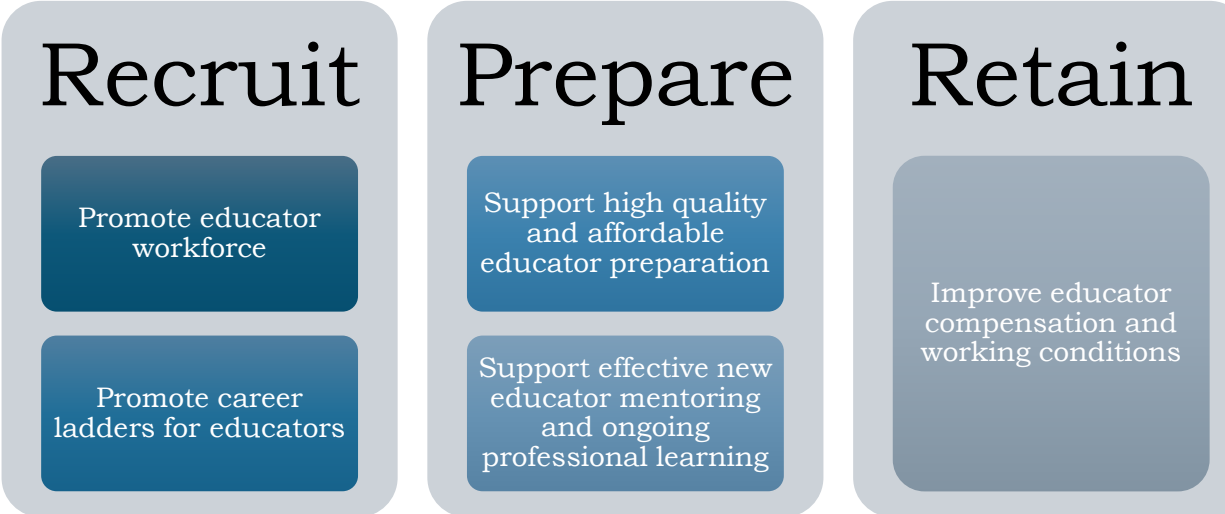 Recruit
Promote educator
workforce
Promote career
ladders for educators
Prepare
Support high quality
and affordable
educator preparation
Support effective new
educator mentoring
and ongoing
professional learning
Retain
Improve educator
compensation and
working conditions